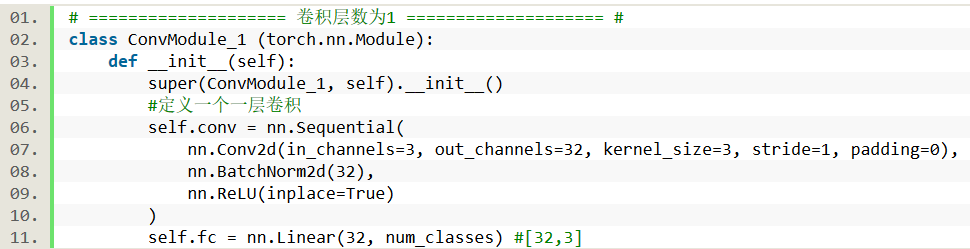 01. # ==================== 卷积层数为1 ==================== #
02. class ConvModule_1 (torch.nn.Module):
03.     def __init__(self):
04.         super(ConvModule_1, self).__init__()
05.         #定义一个一层卷积
06.         self.conv = nn.Sequential(
07.             nn.Conv2d(in_channels=3, out_channels=32, kernel_size=3, stride=1, padding=0),
08.             nn.BatchNorm2d(32),
09.             nn.ReLU(inplace=True)
10.         )
11.         self.fc = nn.Linear(32, num_classes) #[32,3]